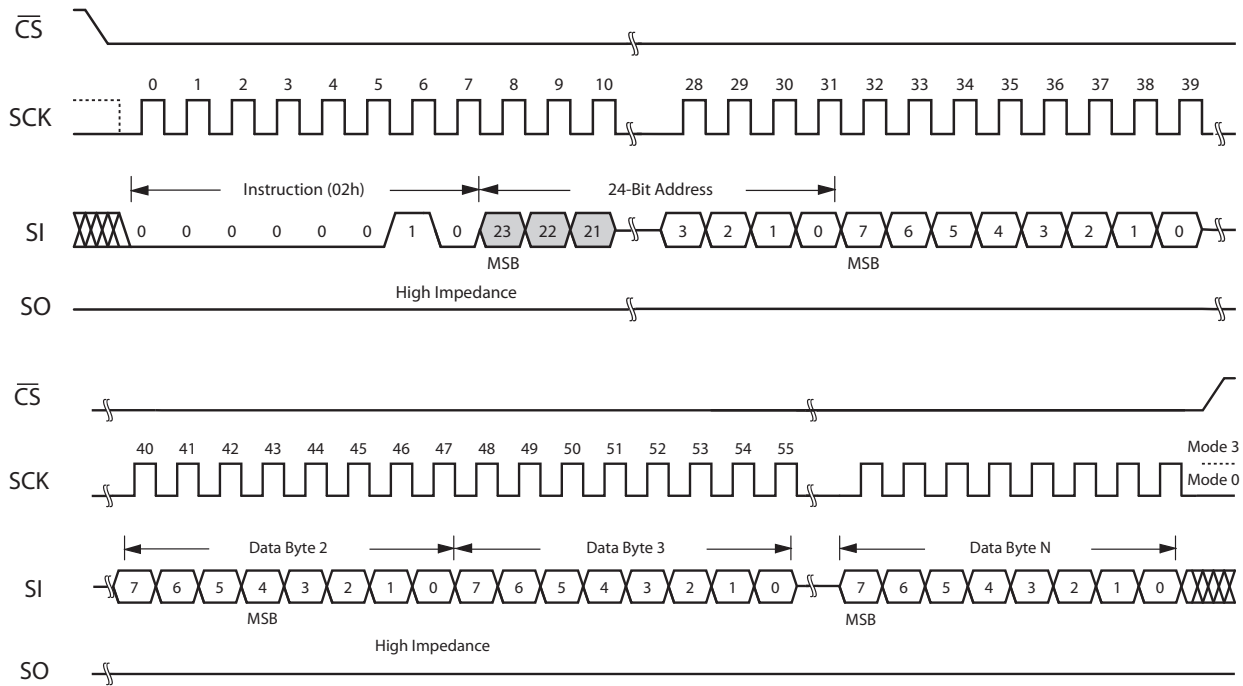 CS
0 1 2 3 4 5 6 7 8 9 10 28 29 30 31 32 33 34 35 36 37 38 39
SCK
Instruction (02h) 24-Bit Address
SI 0 0 0 0 0 0 1 0 23 22 21 3 2 1 0 7 6 5 4 3 2 1 0
MSB MSB
High Impedance
SO
CS
40 41 42 43 44 45 46 47 48 49 50 51 52 53 54 55 Mode 3
SCK Mode 0
Data Byte 2 Data Byte 3 Data Byte N
SI 7 6 5 4 3 2 1 0 7 6 5 4 3 2 1 0 7 6 5 4 3 2 1 0
MSB MSB
High Impedance
SO